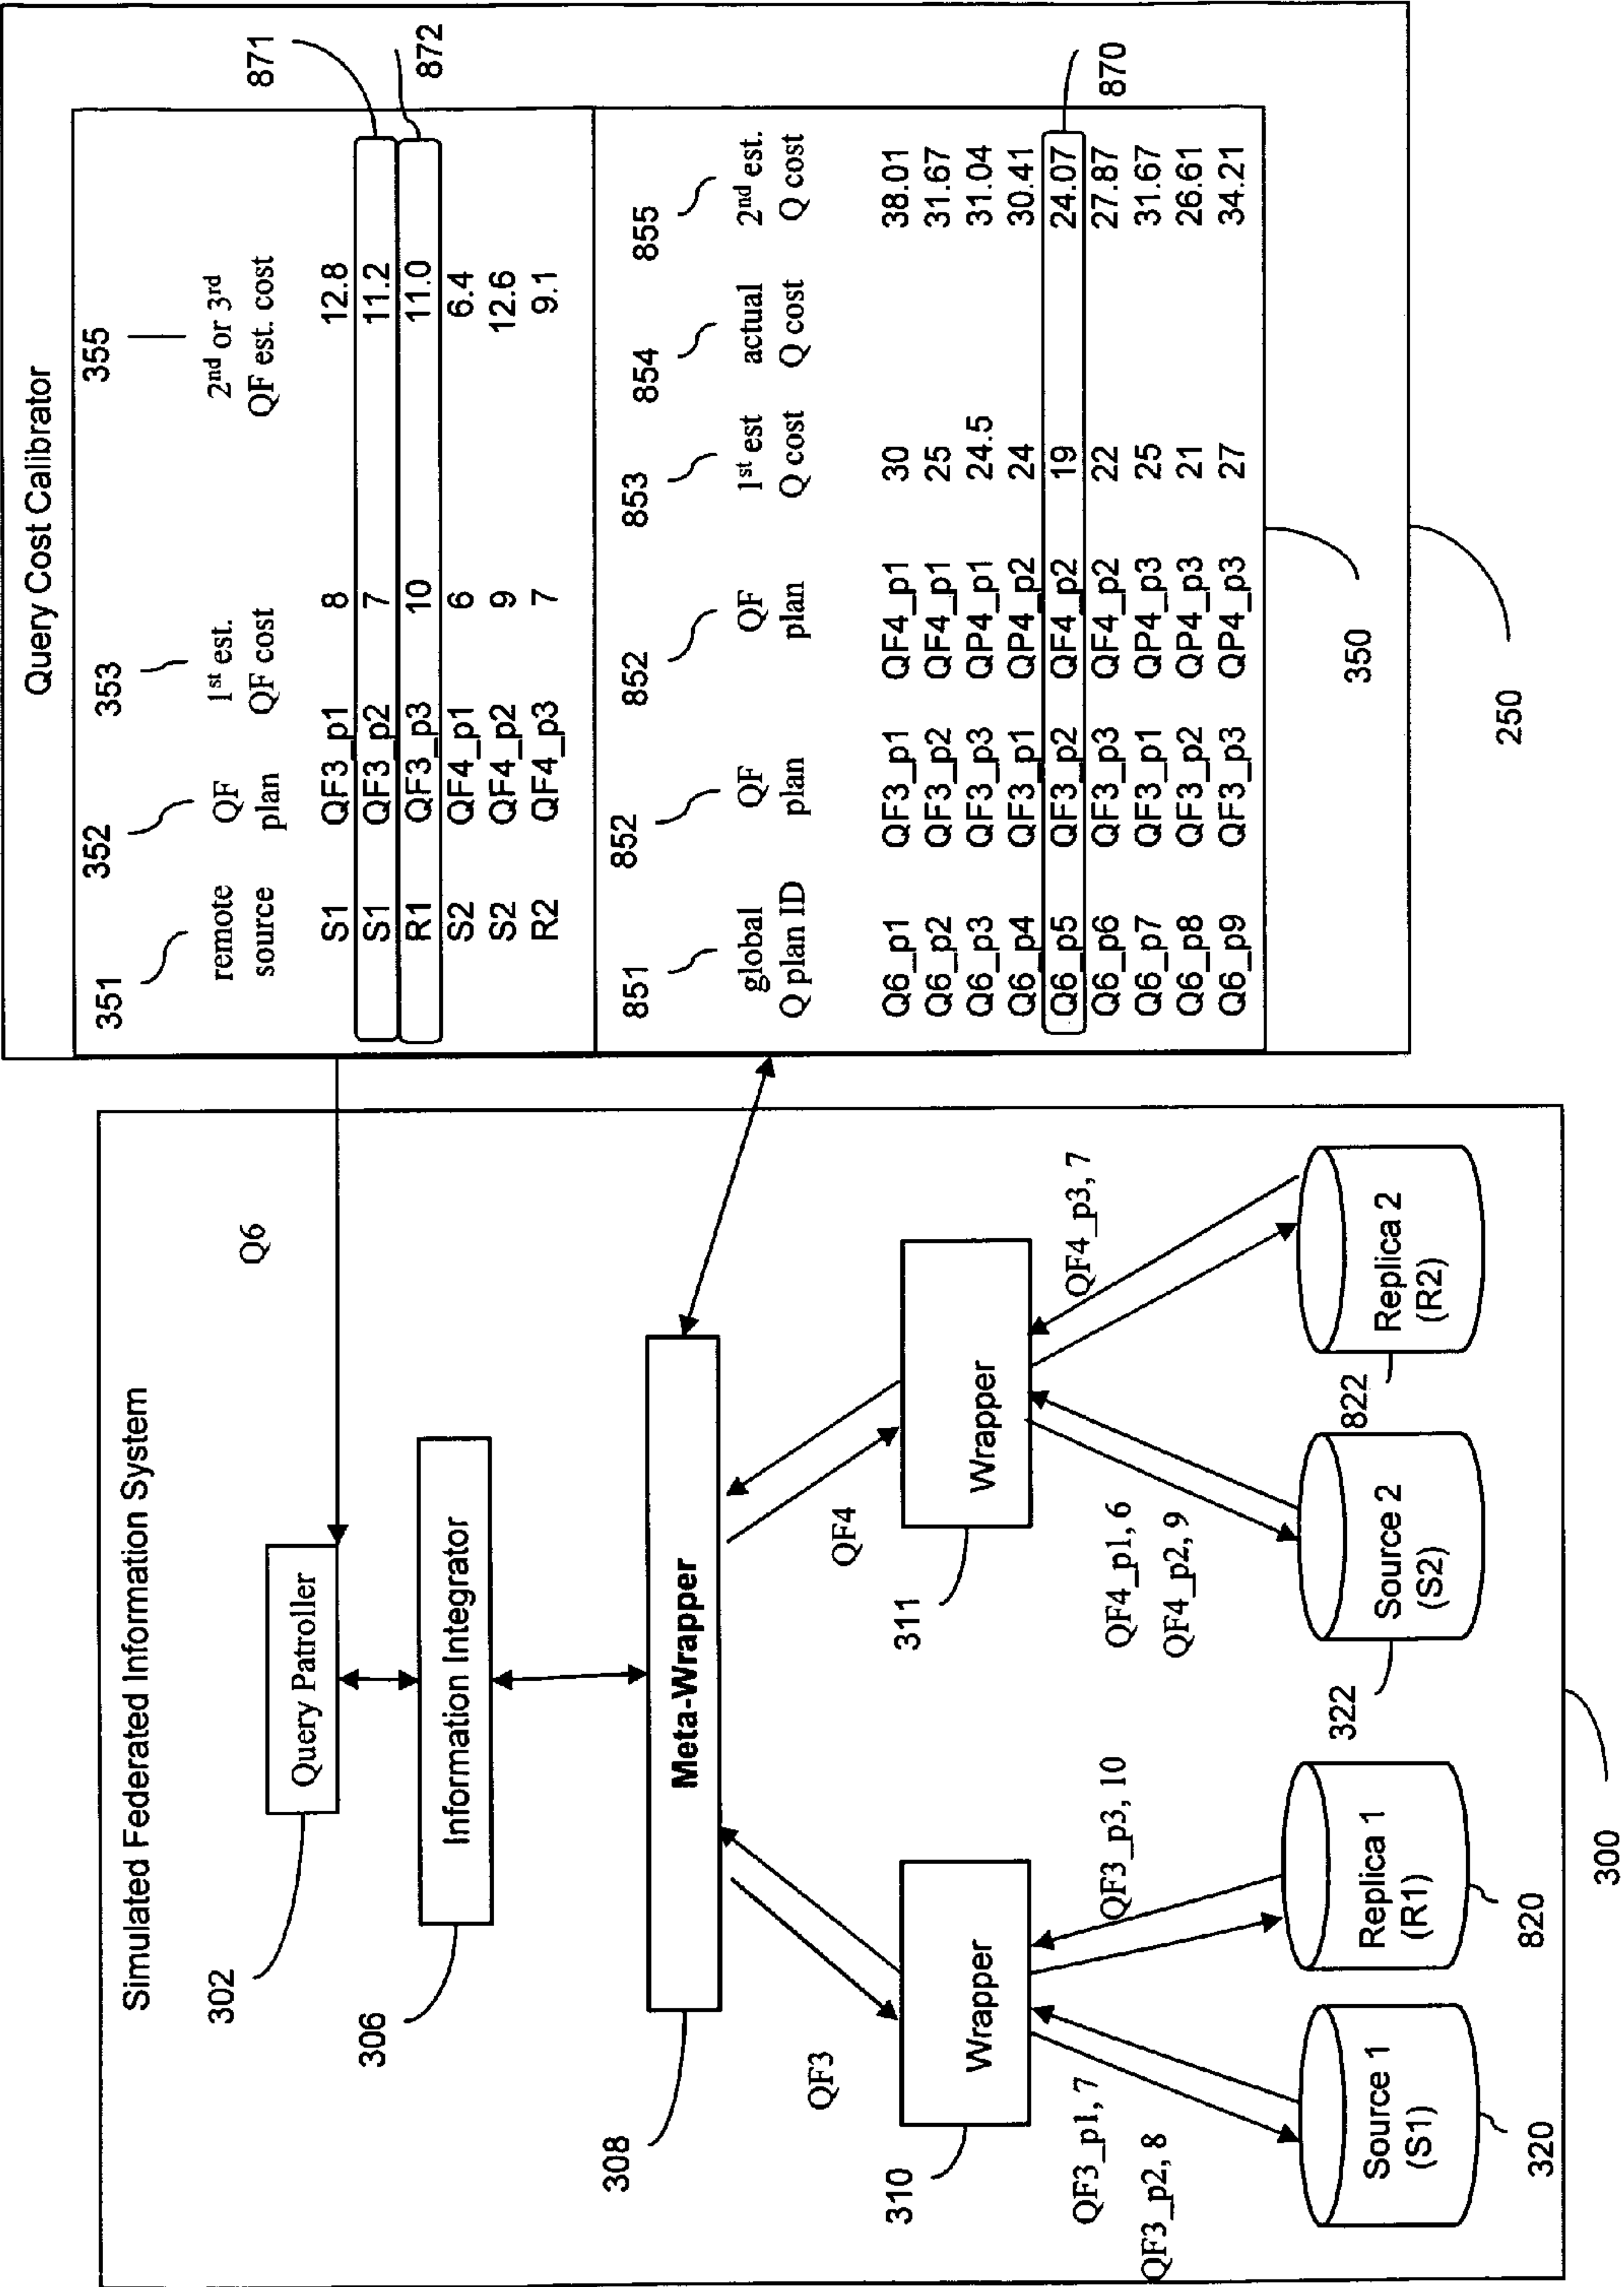 Simulated Federated Information System
302
Query Patroller
Q6
306
Information Integrator
308
Meta-Wrapper
QF3
QF4
310
Wrapper
311
Wrapper
QF3_p1, 7
QF3_p2, 8
QF3_p3, 10
QF4_p1, 6
QF4_p2, 9
QF4_p3, 7
Source 1
(S1)
320
Replica 1
(R1)
820
322
Source 2
(S2)
822
Replica 2
(R2)
300
Query Cost Calibrator
351 352 353 355
remote source QF plan 1st est. QF cost 2nd or 3rd QF est. cost
S1 QF3_p1 8 12.8
S1 QF3_p2 7 11.2
R1 QF3_p3 10 11.0
S2 QF4_p1 6 6.4
S2 QF4_p2 9 12.6
R2 QF4_p3 7 9.1
871
872
851 852 852 853 854 855
global Q plan ID QF plan QF plan 1st est Q cost actual Q cost 2nd est. Q cost
Q6_p1 QF3_p1 QF4_p1 30 38.01
Q6_p2 QF3_p2 QF4_p1 25 31.67
Q6_p3 QF3_p3 QP4_p1 24.5 31.04
Q6_p4 QF3_p1 QP4_p2 24 30.41
Q6_p5 QF3_p2 QF4_p2 19 24.07
Q6_p6 QF3_p3 QF4_p2 22 27.87
Q6_p7 QF3_p1 QP4_p3 25 31.67
Q6_p8 QF3_p2 QP4_p3 21 26.61
Q6_p9 QF3_p3 QP4_p3 27 34.21
870
350
250